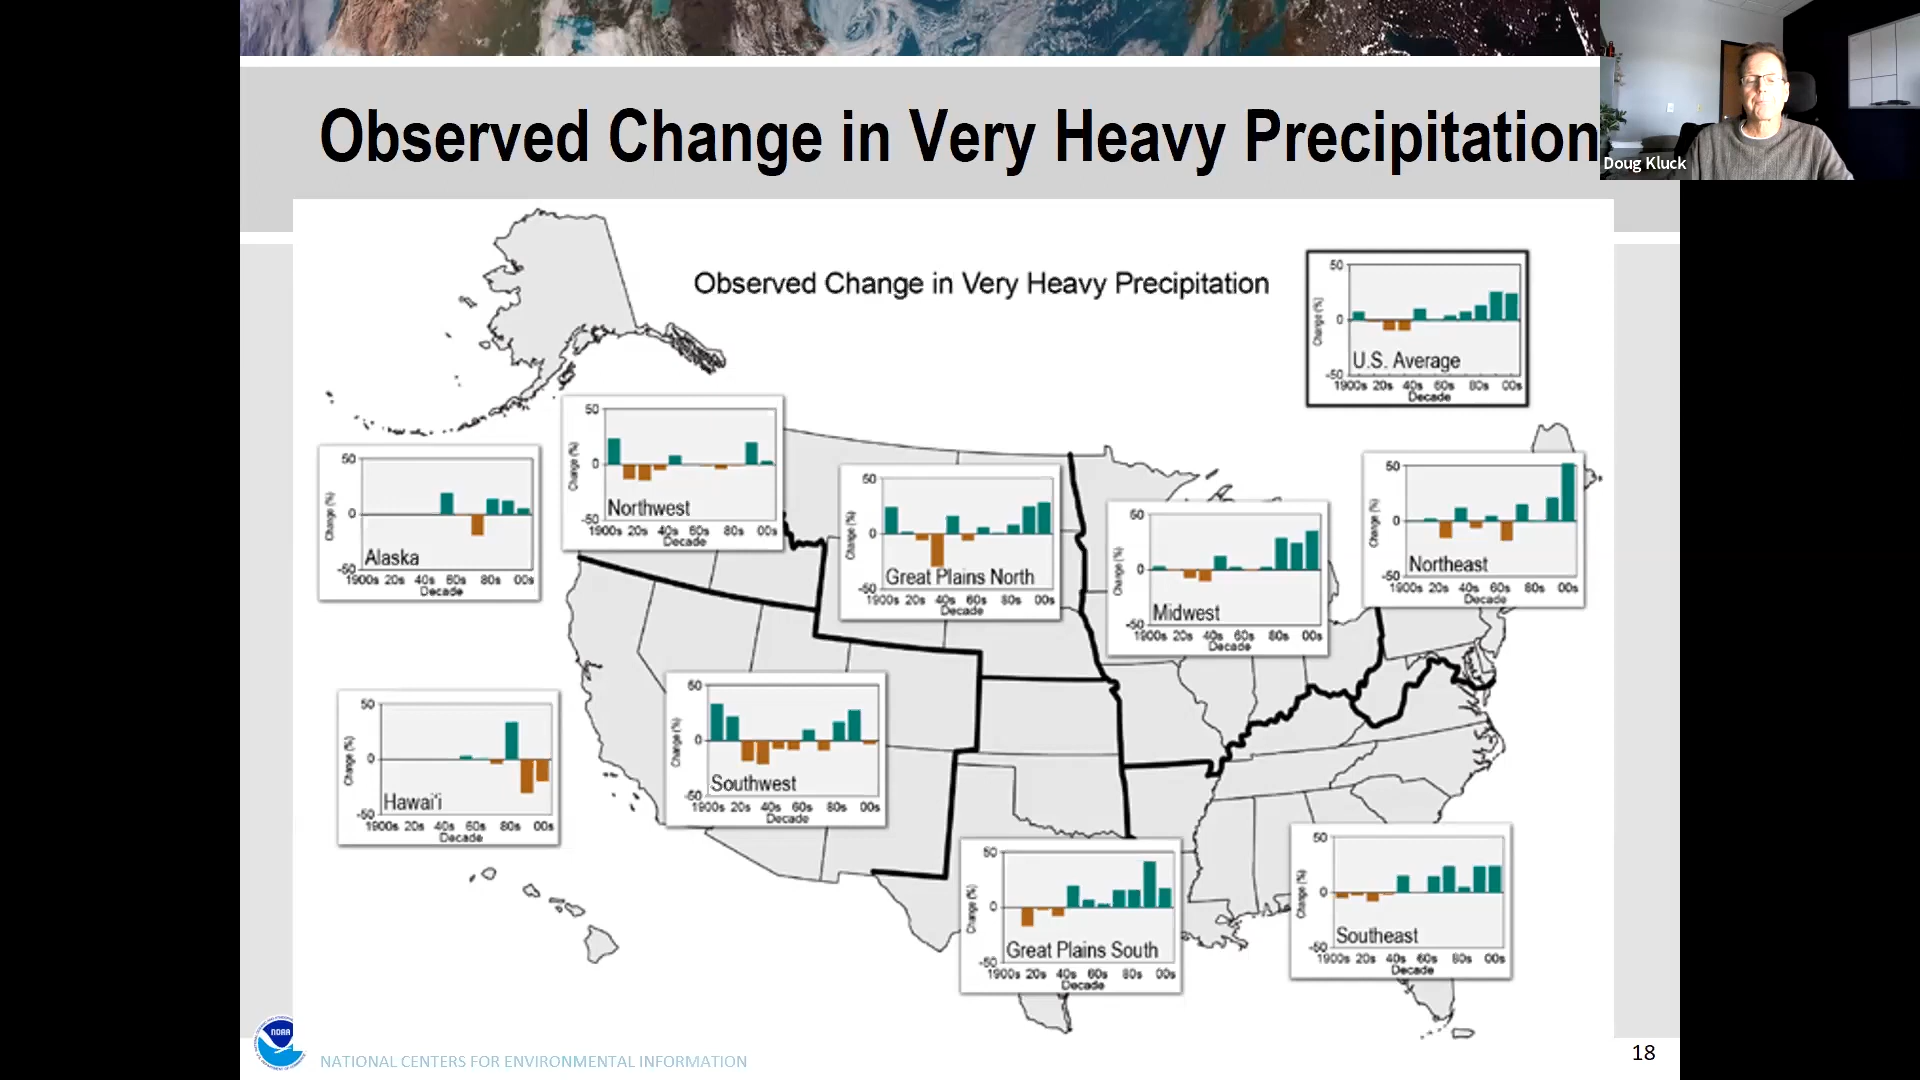 Observed Change in Very Heavy Precipitation
Doug Kluck
Observed Change in Very Heavy Precipitation
50
0
-50
Change (%)
U.S. Average
1900s 20s 40s 60s 80s 00s
Decade
50
0
-50
Change (%)
Northwest
1900s 20s 40s 60s 80s 00s
Decade
50
0
-50
Change (%)
Alaska
1900s 20s 40s 60s 80s 00s
Decade
50
0
-50
Change (%)
Great Plains North
1900s 20s 40s 60s 80s 00s
Decade
50
0
-50
Change (%)
Midwest
1900s 20s 40s 60s 80s 00s
Decade
50
0
-50
Change (%)
Northeast
1900s 20s 40s 60s 80s 00s
Decade
50
0
-50
Change (%)
Hawai'i
1900s 20s 40s 60s 80s 00s
Decade
50
0
-50
Change (%)
Southwest
1900s 20s 40s 60s 80s 00s
Decade
50
0
-50
Change (%)
Great Plains South
1900s 20s 40s 60s 80s 00s
Decade
50
0
-50
Change (%)
Southeast
1900s 20s 40s 60s 80s 00s
Decade
NOAA
NATIONAL CENTERS FOR ENVIRONMENTAL INFORMATION
18